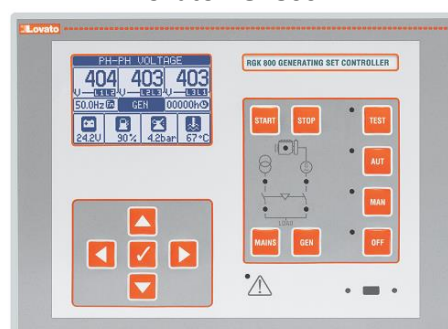 Lovato
PH-PH VOLTAGE
404 403 403
V L1L2 V L2L3 V L3L1
50.0Hz GEN 00000h
24.2V 90% 4.2bar 67°C
RGK 800 GENERATING SET CONTROLLER
START STOP TEST
AUT
MAN
LOAD
MAINS GEN OFF